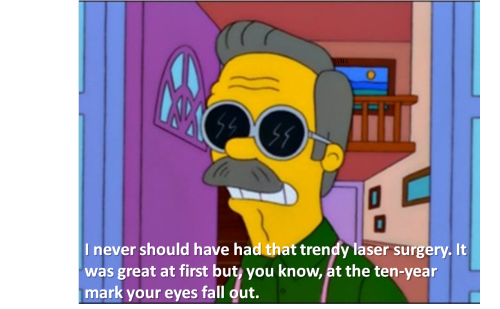 I never should have had that trendy laser surgery. It
was great at first but, you know, at the ten-year
mark your eyes fall out.